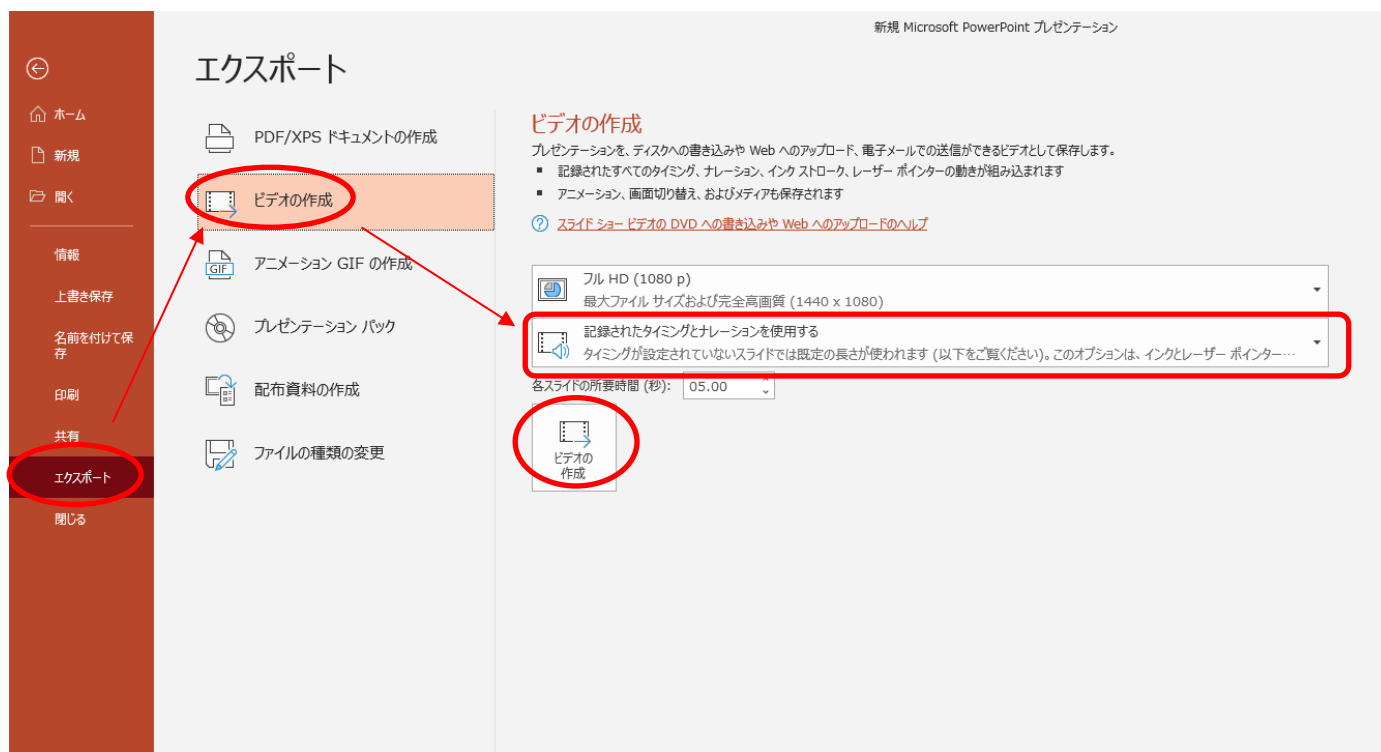 新規 Microsoft PowerPoint プレゼンテーション
エクスポート
ホーム
新規
開く
情報
上書き保存
名前を付けて保
存
印刷
共有
エクスポート
閉じる
PDF/XPS ドキュメントの作成
ビデオの作成
GIF
アニメーション GIF の作成
プレゼンテーション パック
配布資料の作成
ファイルの種類の変更
ビデオの作成
プレゼンテーションを、ディスクへの書き込みや Web へのアップロード、電子メールでの送信ができるビデオとして保存します。
■ 記録されたすべてのタイミング、ナレーション、インク ストローク、レーザー ポインターの動きが組み込まれます
■ アニメーション、画面切り替え、およびメディアも保存されます
? スライド ショー ビデオの DVD への書き込みや Web へのアップロードのヘルプ
フル HD (1080 p)
最大ファイル サイズおよび完全高画質 (1440 x 1080)
記録されたタイミングとナレーションを使用する
タイミングが設定されていないスライドでは既定の長さが使われます (以下をご覧ください)。このオプションは、インクとレーザー ポインター…
各スライドの所要時間 (秒): 05.00
ビデオの
作成